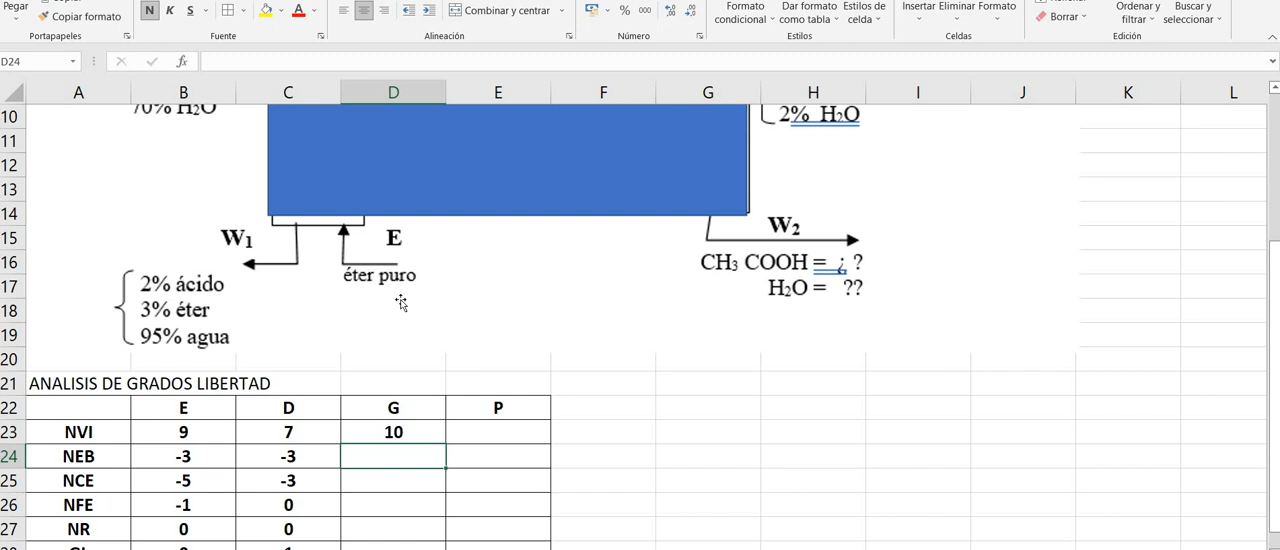 Pegar
Copiar formato
Portapapeles
N K S
A
Fuente
Combinar y centrar
Alineación
% 000
Número
Formato condicional
Dar formato como tabla
Estilos de celda
Estilos
Insertar Eliminar Formato
Celdas
Borrar
Ordenar y filtrar
Buscar y seleccionar
Edición
D24
fx
A B C D E F G H I J K L
10
70% H₂O
2% H₂O
11
12
13
14
W₁
E
W₂
15
16
éter puro
CH₃ COOH = ¿ ?
17
2% ácido
H₂O = ??
18
3% éter
19
95% agua
20
21 ANALISIS DE GRADOS LIBERTAD
22 E D G P
23 NVI 9 7 10
24 NEB -3 -3
25 NCE -5 -3
26 NFE -1 0
27 NR 0 0